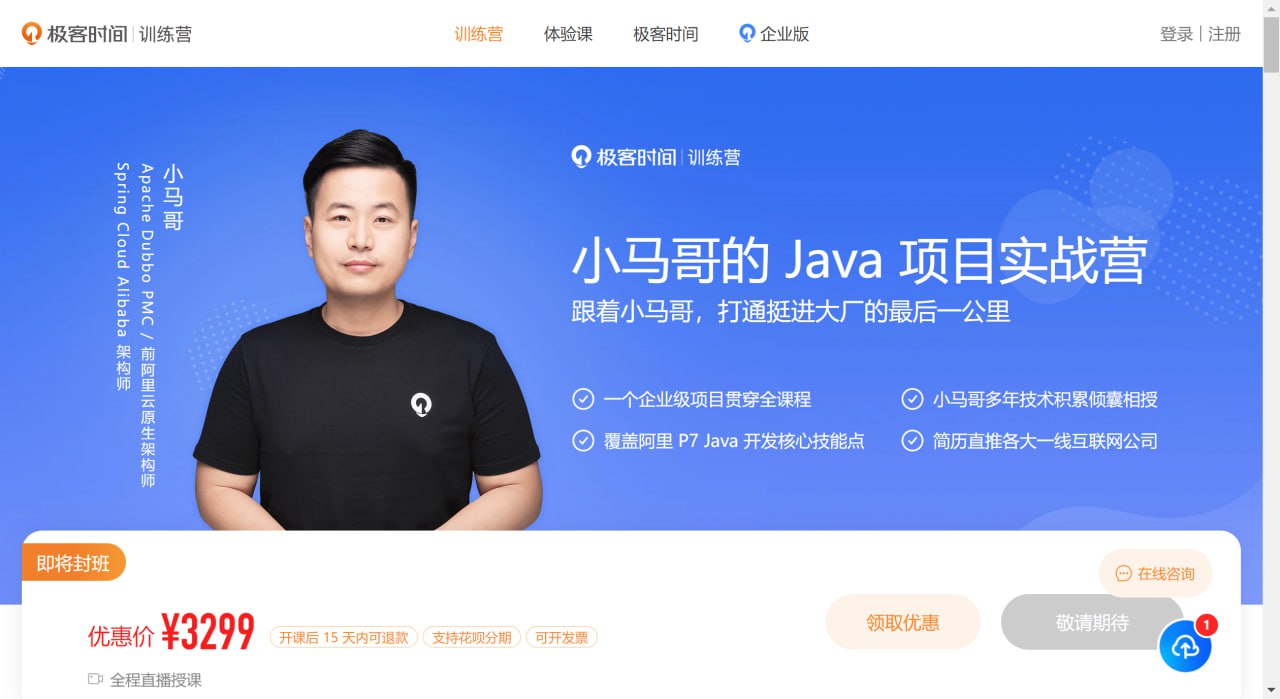 极客时间 | 训练营
训练营
体验课
极客时间
企业版
登录 | 注册
小马哥
Apache Dubbo PMC / 前阿里云原生架构师
Spring Cloud Alibaba 架构师
极客时间 | 训练营
小马哥的 Java 项目实战营
跟着小马哥，打通挺进大厂的最后一公里
一个企业级项目贯穿全课程
小马哥多年技术积累倾囊相授
覆盖阿里 P7 Java 开发核心技能点
简历直推各大一线互联网公司
即将封班
在线咨询
优惠价 ¥3299
开课后 15 天内可退款
支持花呗分期
可开发票
领取优惠
敬请期待
1
全程直播授课